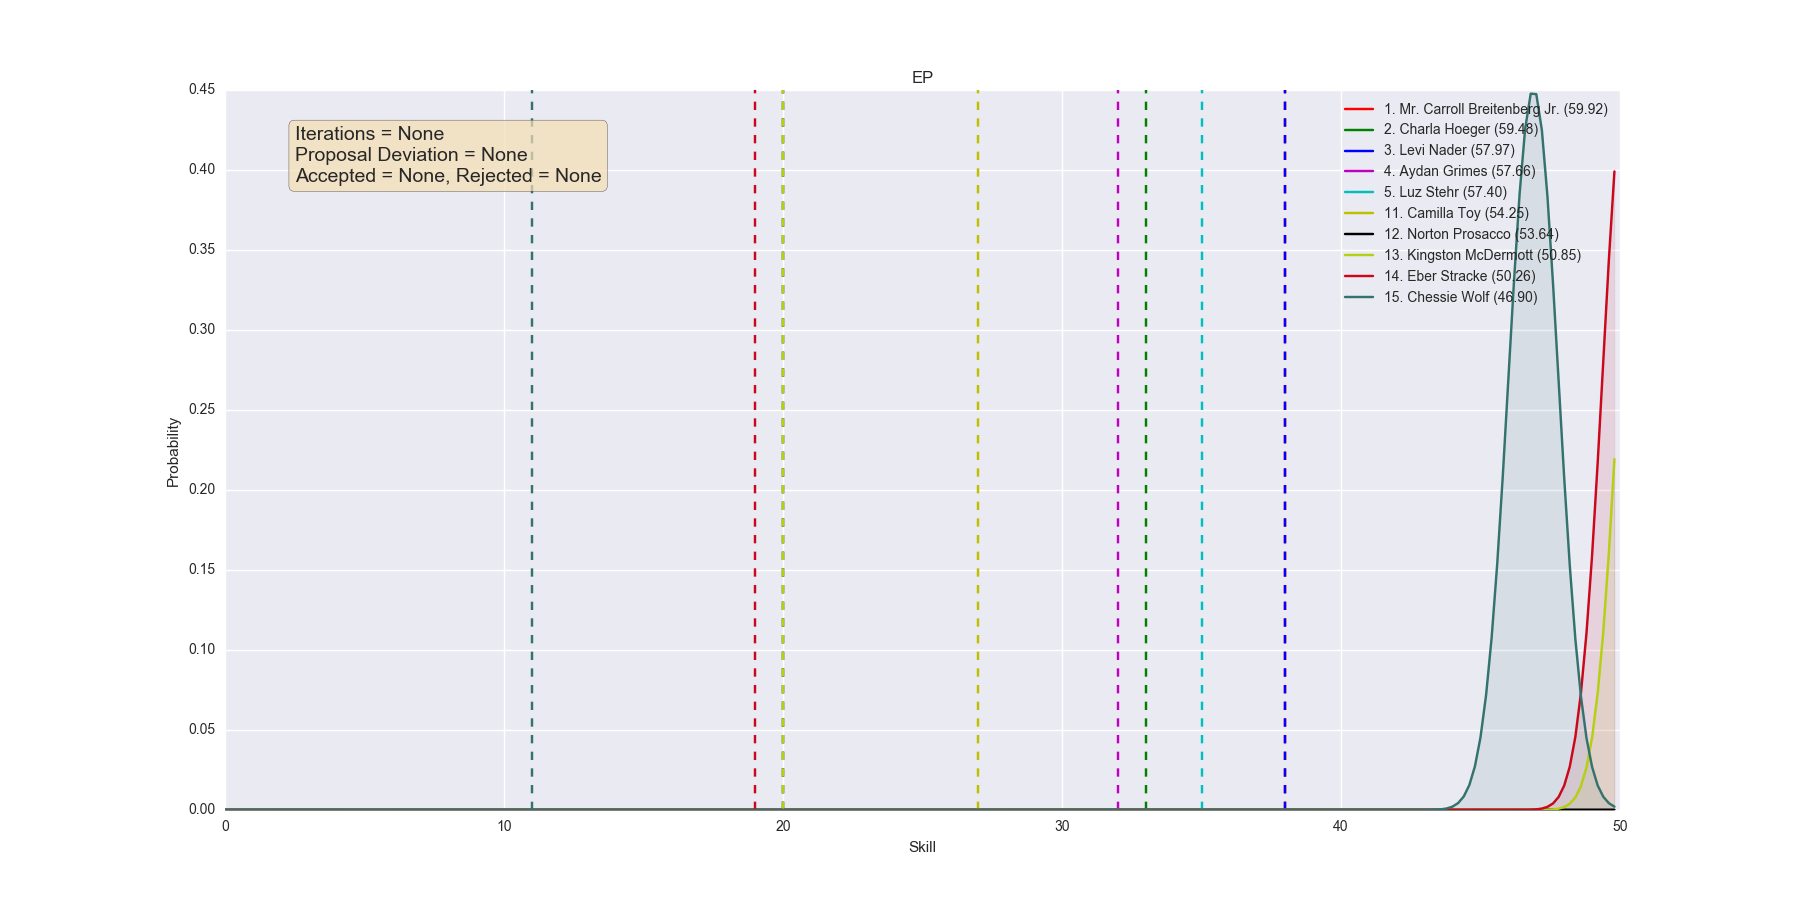 EP
Iterations = None
Proposal Deviation = None
Accepted = None, Rejected = None
1. Mr. Carroll Breitenberg Jr. (59.92)
2. Charla Hoeger (59.48)
3. Levi Nader (57.97)
4. Aydan Grimes (57.66)
5. Luz Stehr (57.40)
11. Camilla Toy (54.25)
12. Norton Prosacco (53.64)
13. Kingston McDermott (50.85)
14. Eber Stracke (50.26)
15. Chessie Wolf (46.90)
Probability
0.45
0.40
0.35
0.30
0.25
0.20
0.15
0.10
0.05
0.00
0 10 20 30 40 50
Skill